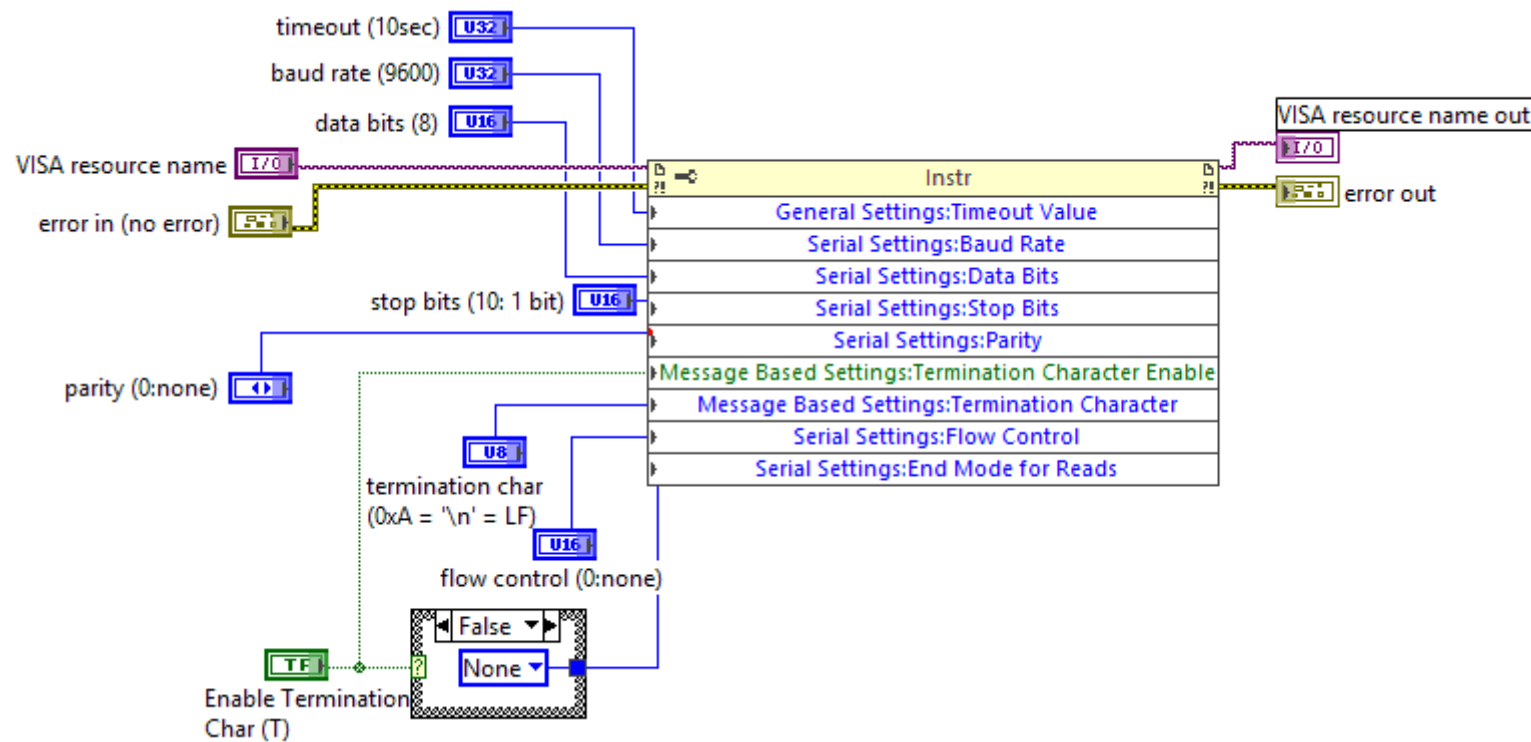 timeout (10sec)
U32
baud rate (9600)
U32
data bits (8)
U16
VISA resource name
I/O
error in (no error)
stop bits (10: 1 bit)
U16
parity (0:none)
U8
termination char
(0xA = '\n' = LF)
U16
flow control (0:none)
False
None
?
TF
Enable Termination
Char (T)
?!
Instr
?!
General Settings:Timeout Value
Serial Settings:Baud Rate
Serial Settings:Data Bits
Serial Settings:Stop Bits
Serial Settings:Parity
Message Based Settings:Termination Character Enable
Message Based Settings:Termination Character
Serial Settings:Flow Control
Serial Settings:End Mode for Reads
VISA resource name out
I/O
error out